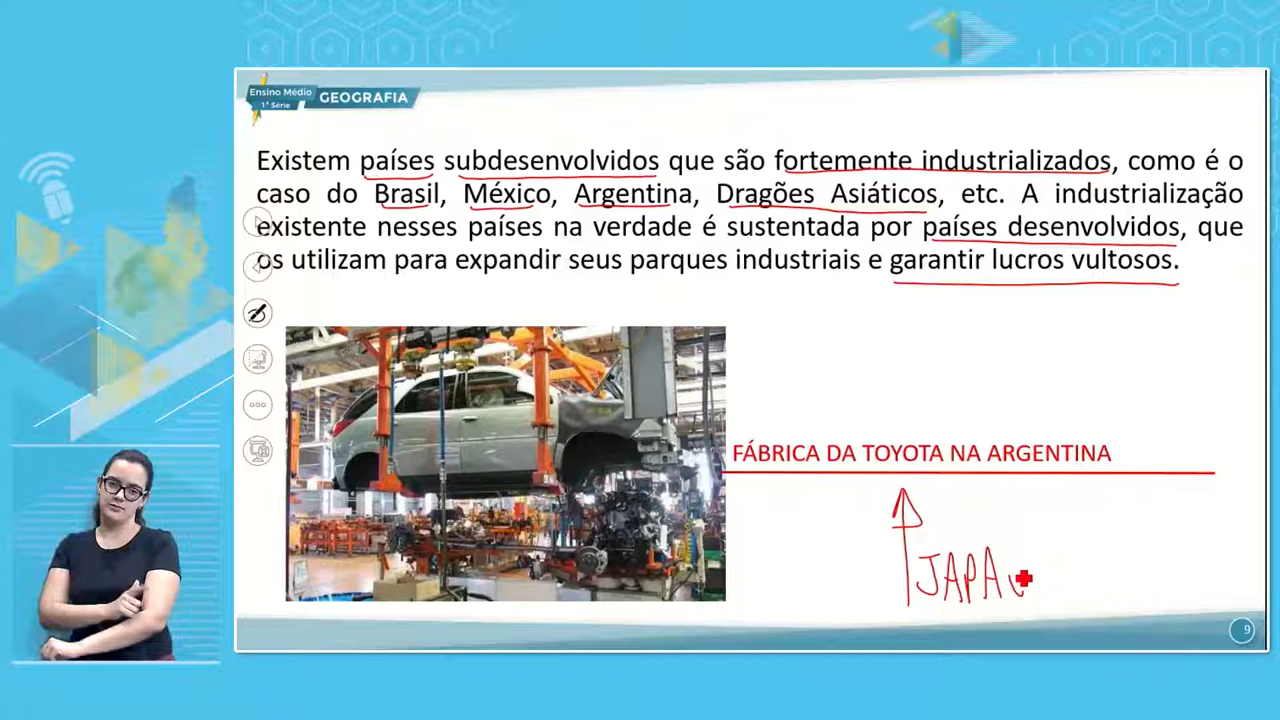 Ensino Médio
1ª Série
GEOGRAFIA
Existem países subdesenvolvidos que são fortemente industrializados, como é o
caso do Brasil, México, Argentina, Dragões Asiáticos, etc. A industrialização
existente nesses países na verdade é sustentada por países desenvolvidos, que
os utilizam para expandir seus parques industriais e garantir lucros vultosos.
FÁBRICA DA TOYOTA NA ARGENTINA
JAPA
9